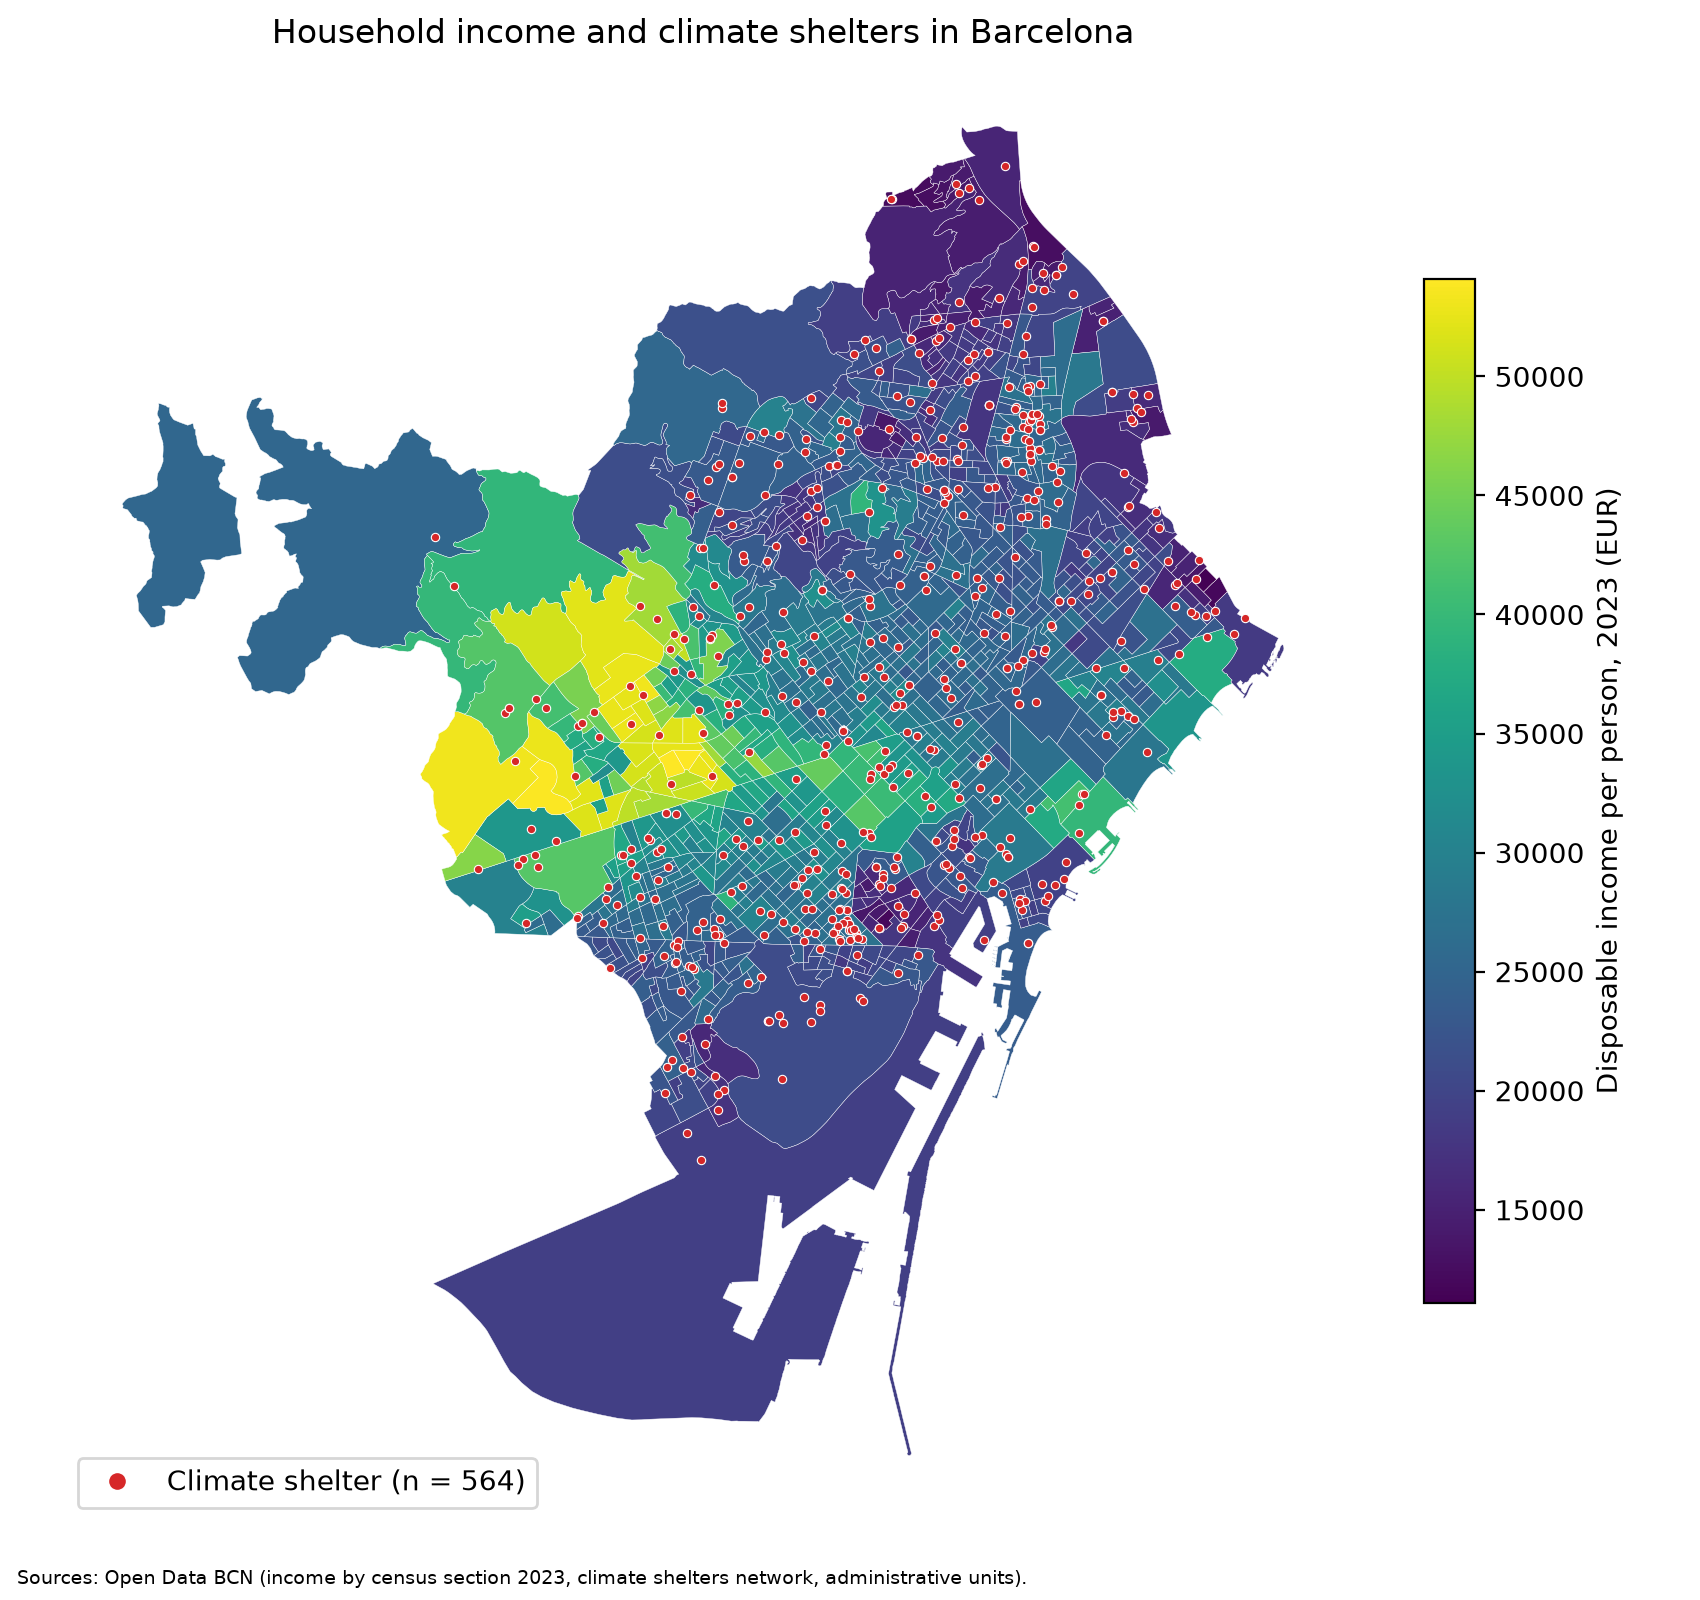 Household income and climate shelters in Barcelona
50000
45000
40000
35000
30000
25000
20000
15000
Disposable income per person, 2023 (EUR)
Climate shelter (n = 564)
Sources: Open Data BCN (income by census section 2023, climate shelters network, administrative units).